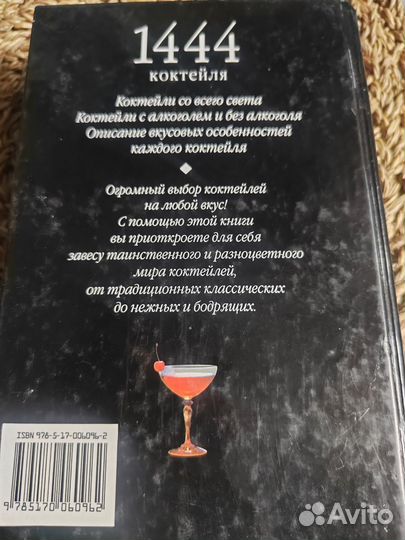 1444
коктейля
Коктейли со всего света
Коктейли с алкоголем и без алкоголя
Описание вкусовых особенностей
каждого коктейля
Огромный выбор коктейлей
на любой вкус!
С помощью этой книги
вы приоткроете для себя
завесу таинственного и разноцветного
мира коктейлей,
от традиционных классических
до нежных и бодрящих.
ISBN 978-5-17-006096-2
9 785170 060962
Avito